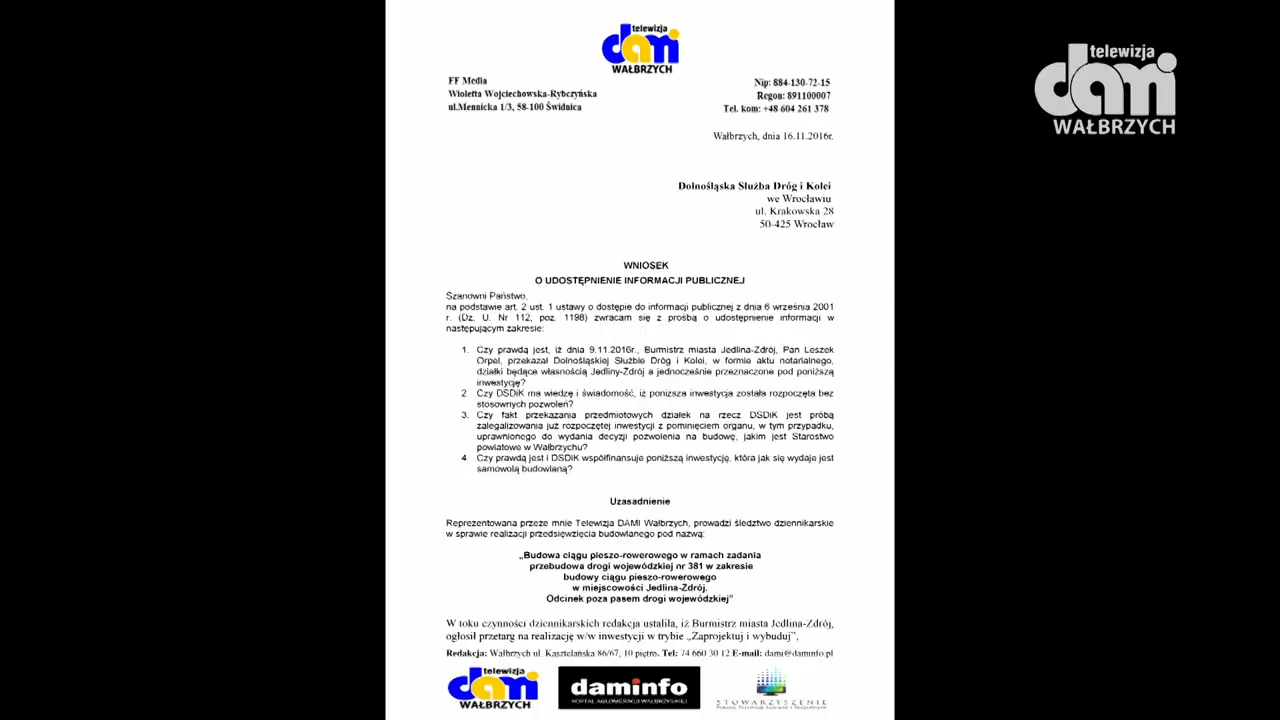 telewizja
dami
WAŁBRZYCH
telewizja
dami
WAŁBRZYCH
FF Media
Wioletta Wojciechowska-Rybczyńska
ul.Mennicka 1/3, 58-100 Świdnica
Nip: 884-130-72-15
Regon: 891100007
Tel. kom: +48 604 261 378
Wałbrzych, dnia 16.11.2016r.
Dolnośląska Służba Dróg i Kolei
we Wrocławiu
ul. Krakowska 28
50-425 Wrocław
WNIOSEK
O UDOSTĘPNIENIE INFORMACJI PUBLICZNEJ
Szanowni Państwo,
na podstawie art. 2 ust. 1 ustawy o dostępie do informacji publicznej z dnia 6 września 2001
r. (Dz. U. Nr 112, poz. 1198) zwracam się z prośbą o udostępnienie informacji w
następującym zakresie:
1. Czy prawdą jest, iż dnia 9.11.2016r., Burmistrz miasta Jedlina-Zdrój, Pan Leszek
Orpel, przekazał Dolnośląskiej Służbie Dróg i Kolei, w formie aktu notarialnego,
działki będące własnością Jedliny-Zdrój a jednocześnie przeznaczone pod poniższą
inwestycję?
2 Czy DSDiK ma wiedzę i świadomość, iż poniższa inwestycja została rozpoczęta bez
stosownych pozwoleń?
3. Czy fakt przekazania przedmiotowych działek na rzecz DSDiK jest próbą
zalegalizowania już rozpoczętej inwestycji z pominięciem organu, w tym przypadku,
uprawnionego do wydania decyzji pozwolenia na budowę, jakim jest Starostwo
powiatowe w Wałbrzychu?
4 Czy prawdą jest i DSDiK współfinansuje poniższą inwestycję, która jak się wydaje jest
samowolą budowlaną?
Uzasadnienie
Reprezentowana przeze mnie Telewizja DAMI Wałbrzych, prowadzi śledztwo dziennikarskie
w sprawie realizacji przedsięwzięcia budowlanego pod nazwą:
„Budowa ciągu pieszo-rowerowego w ramach zadania
przebudowa drogi wojewódzkiej nr 381 w zakresie
budowy ciągu pieszo-rowerowego
w miejscowości Jedlina-Zdrój.
Odcinek poza pasem drogi wojewódzkiej”
W toku czynności dziennikarskich redakcja ustaliła, iż Burmistrz miasta Jedlina-Zdrój,
ogłosił przetarg na realizację w/w inwestycji w trybie „Zaprojektuj i wybuduj”,
Redakcja: Wałbrzych ul. Kasztelańska 86/67, 10 piętro. Tel: 74 660 30 12 E-mail: dami@daminfo.pl
telewizja
dami
WAŁBRZYCH
daminfo
PORTAL AGLOMERACJI WAŁBRZYSKIEJ
STOWARZYSZENIE